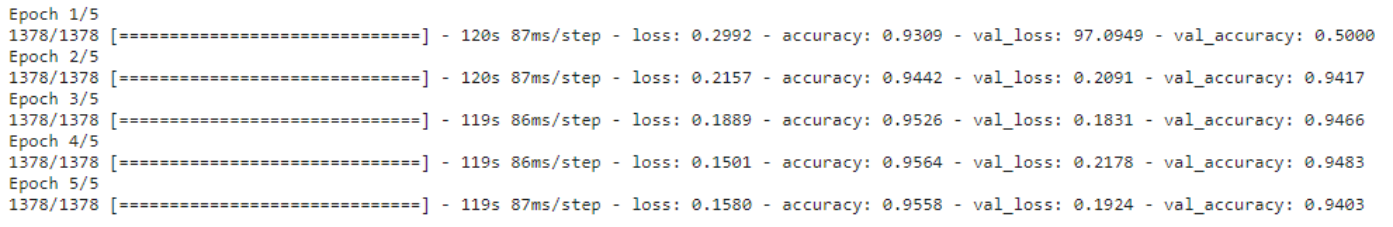 Epoch 1/5
1378/1378 [==============================] - 120s 87ms/step - loss: 0.2992 - accuracy: 0.9309 - val_loss: 97.0949 - val_accuracy: 0.5000
Epoch 2/5
1378/1378 [==============================] - 120s 87ms/step - loss: 0.2157 - accuracy: 0.9442 - val_loss: 0.2091 - val_accuracy: 0.9417
Epoch 3/5
1378/1378 [==============================] - 119s 86ms/step - loss: 0.1889 - accuracy: 0.9526 - val_loss: 0.1831 - val_accuracy: 0.9466
Epoch 4/5
1378/1378 [==============================] - 119s 86ms/step - loss: 0.1501 - accuracy: 0.9564 - val_loss: 0.2178 - val_accuracy: 0.9483
Epoch 5/5
1378/1378 [==============================] - 119s 87ms/step - loss: 0.1580 - accuracy: 0.9558 - val_loss: 0.1924 - val_accuracy: 0.9403